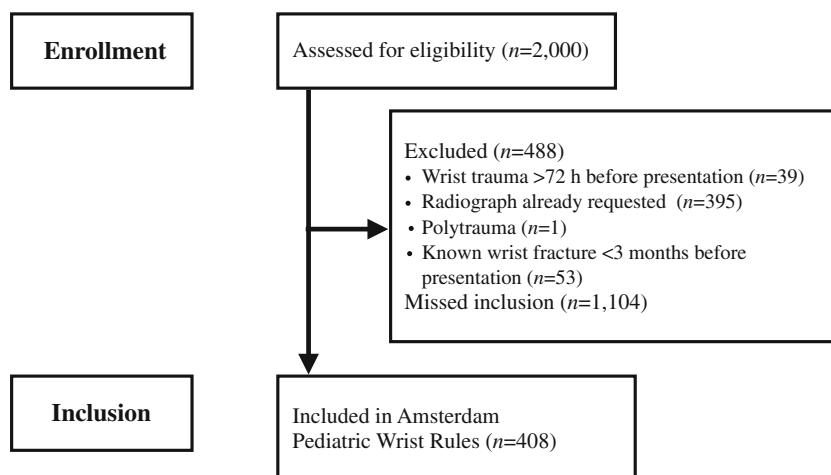 Enrollment
Assessed for eligibility (n=2,000)
Excluded (n=488)
• Wrist trauma >72 h before presentation (n=39)
• Radiograph already requested (n=395)
• Polytrauma (n=1)
• Known wrist fracture <3 months before
presentation (n=53)
Missed inclusion (n=1,104)
Inclusion
Included in Amsterdam
Pediatric Wrist Rules (n=408)